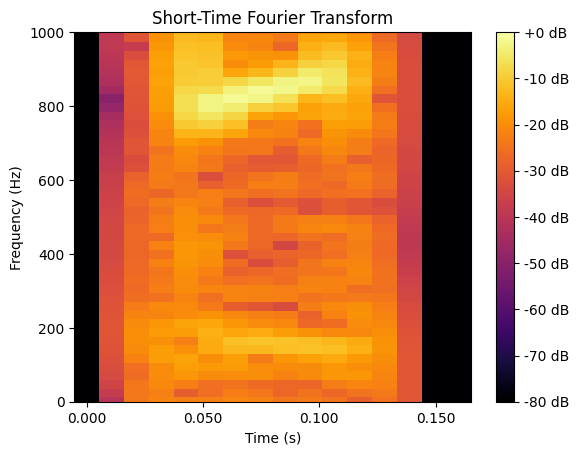 Short-Time Fourier Transform
1000
800
600
400
200
0
Frequency (Hz)
0.000
0.050
0.100
0.150
Time (s)
+0 dB
-10 dB
-20 dB
-30 dB
-40 dB
-50 dB
-60 dB
-70 dB
-80 dB